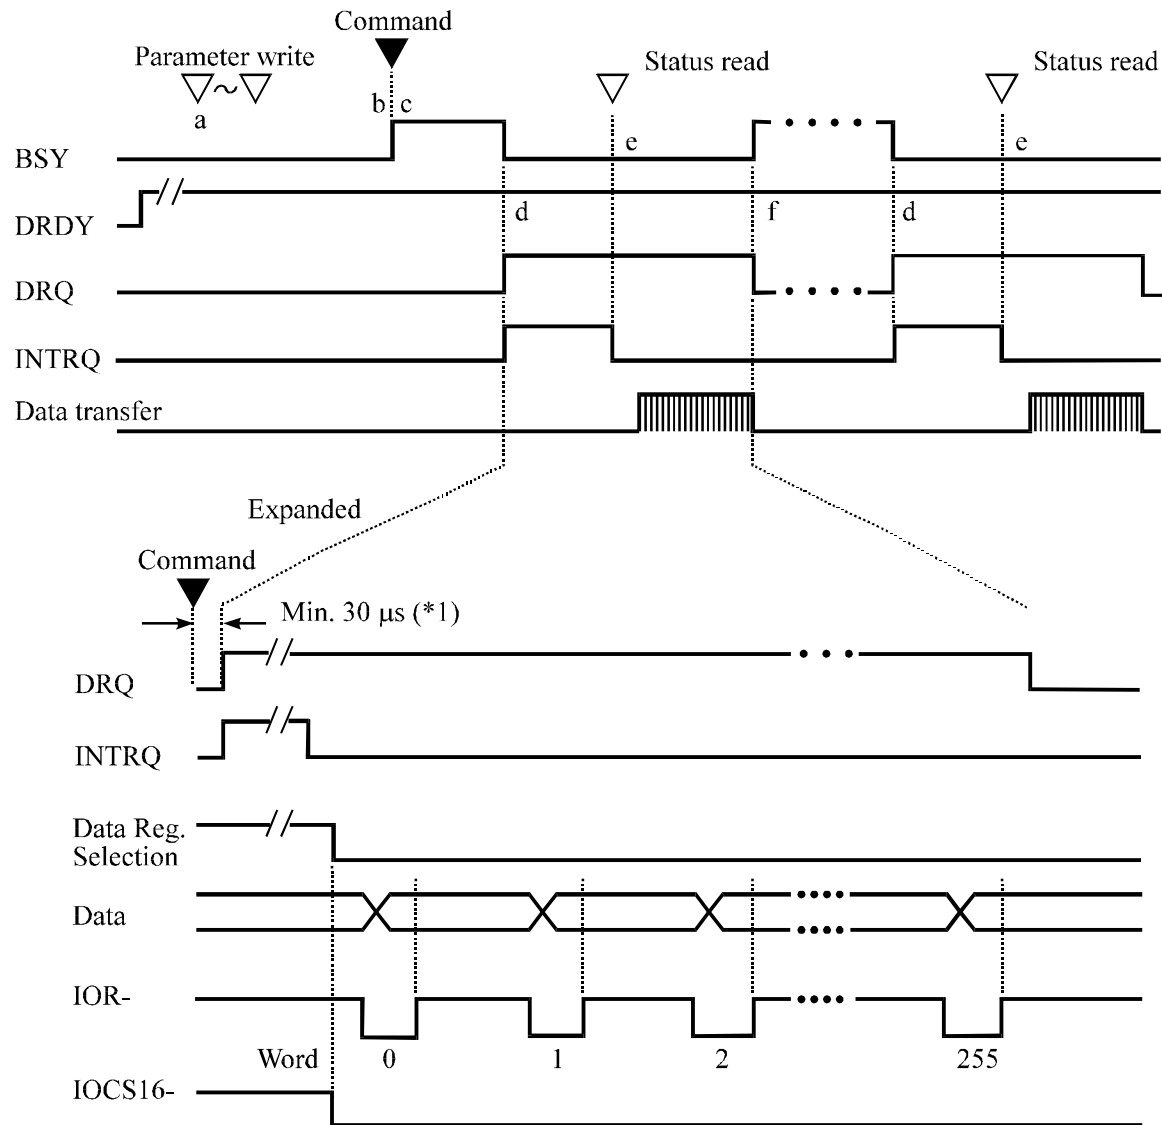 Command
Parameter write
Status read
Status read
a
b c
BSY
e
e
DRDY
d
f
d
DRQ
INTRQ
Data transfer
Expanded
Command
Min. 30 μs (*1)
DRQ
INTRQ
Data Reg.
Selection
Data
IOR-
Word 0 1 2 255
IOCS16-